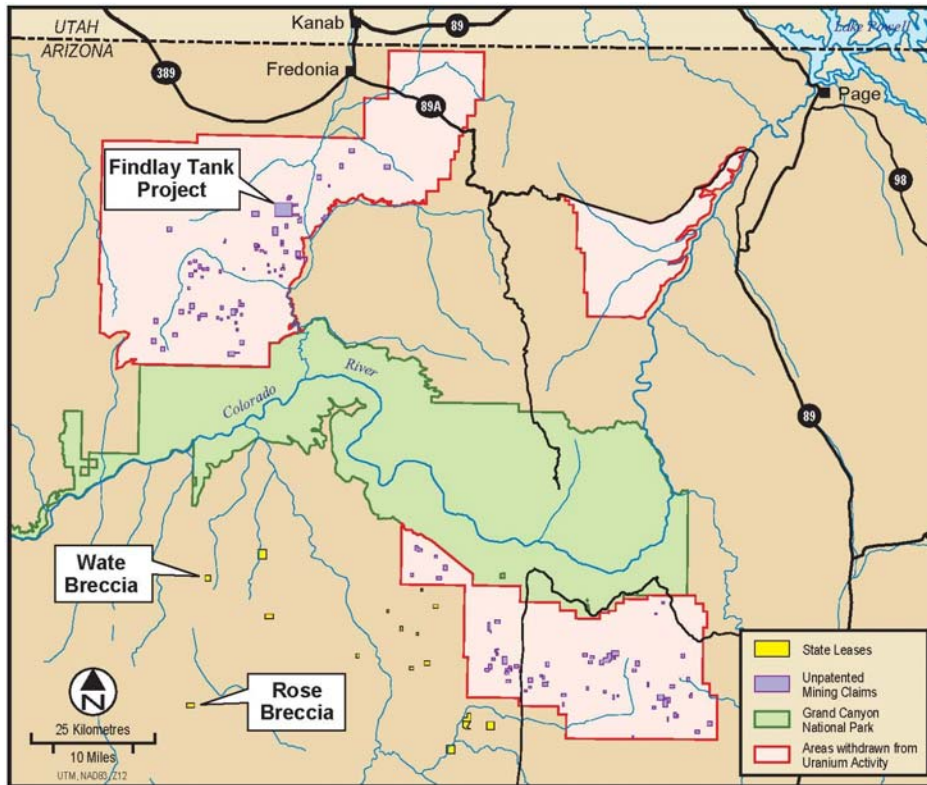 UTAH
ARIZONA
Kanab
89
Lake Powell
Fredonia
389
89A
Page
98
Findlay Tank
Project
89
Colorado
River
Wate
Breccia
Rose
Breccia
N
25 Kilometres
10 Miles
UTM, NAD83, Z12
State Leases
Unpatented
Mining Claims
Grand Canyon
National Park
Areas withdrawn from
Uranium Activity